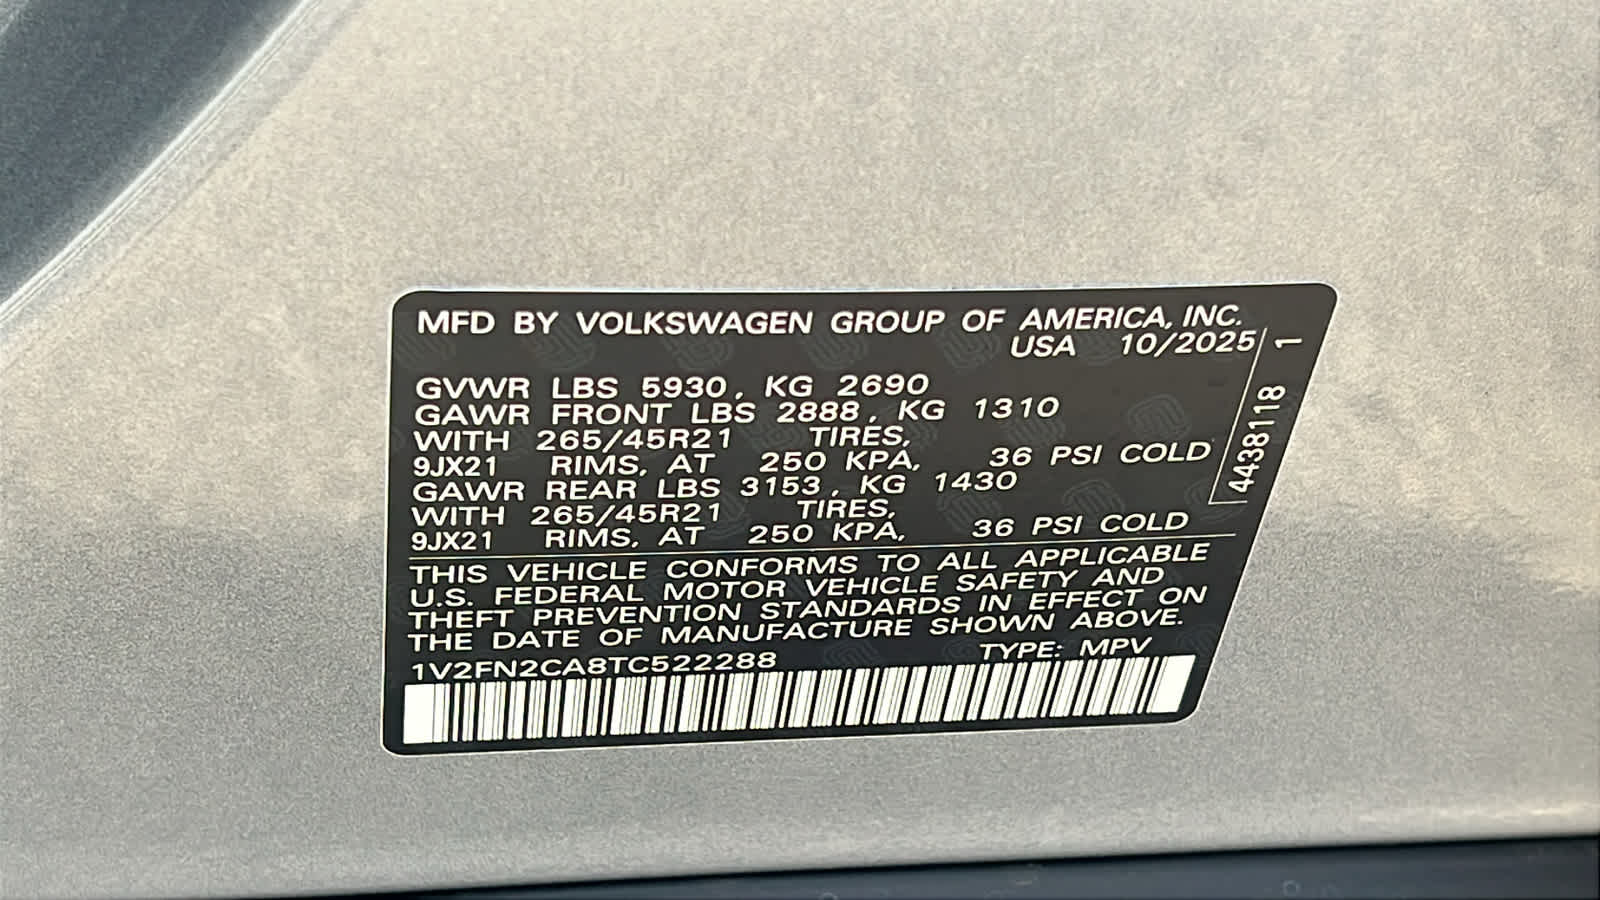 MFD BY VOLKSWAGEN GROUP OF AMERICA, INC.
USA 10/2025
GVWR LBS 5930, KG 2690
GAWR FRONT LBS 2888, KG 1310
WITH 265/45R21 TIRES,
9JX21 RIMS, AT 250 KPA, 36 PSI COLD
GAWR REAR LBS 3153, KG 1430
WITH 265/45R21 TIRES,
9JX21 RIMS, AT 250 KPA, 36 PSI COLD
THIS VEHICLE CONFORMS TO ALL APPLICABLE
U.S. FEDERAL MOTOR VEHICLE SAFETY AND
THEFT PREVENTION STANDARDS IN EFFECT ON
THE DATE OF MANUFACTURE SHOWN ABOVE.
1V2FN2CA8TC522288 TYPE: MPV
4438118 1